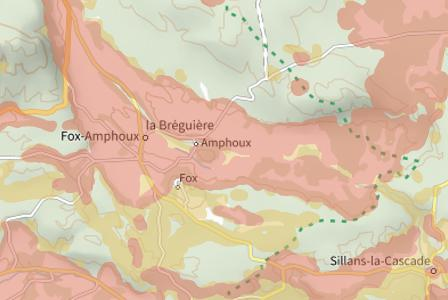 la Bréguière
Fox-Amphoux
Amphoux
Fox
Sillans-la-Cascade